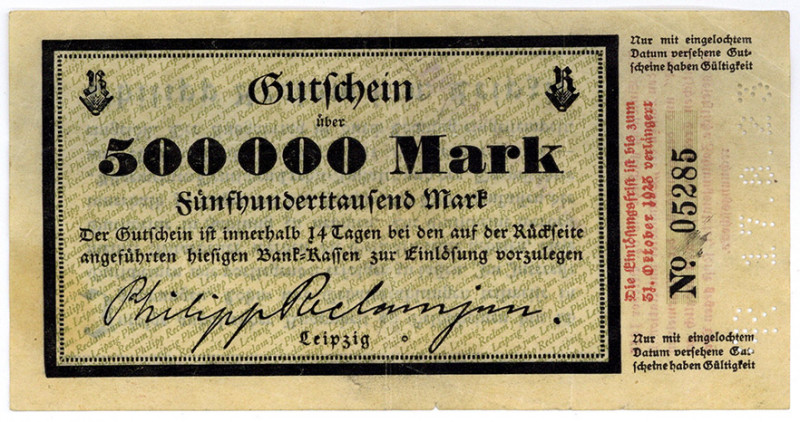 Gutschein
über
500000 Mark
Fünfhunderttausend Mark
Der Gutschein ist innerhalb 14 Tagen bei den auf der Rückseite
angeführten hiesigen Bank-Kassen zur Einlösung vorzulegen
Philipp Reclam jun.
Leipzig
Nur mit eingelochtem
Datum versehene Gut-
scheine haben Gültigkeit
Die Einlösungsfrist ist bis zum
31. Oktober 1923 verlängert
No. 05285
Nur mit eingelochtem
Datum versehene Gut-
scheine haben Gültigkeit